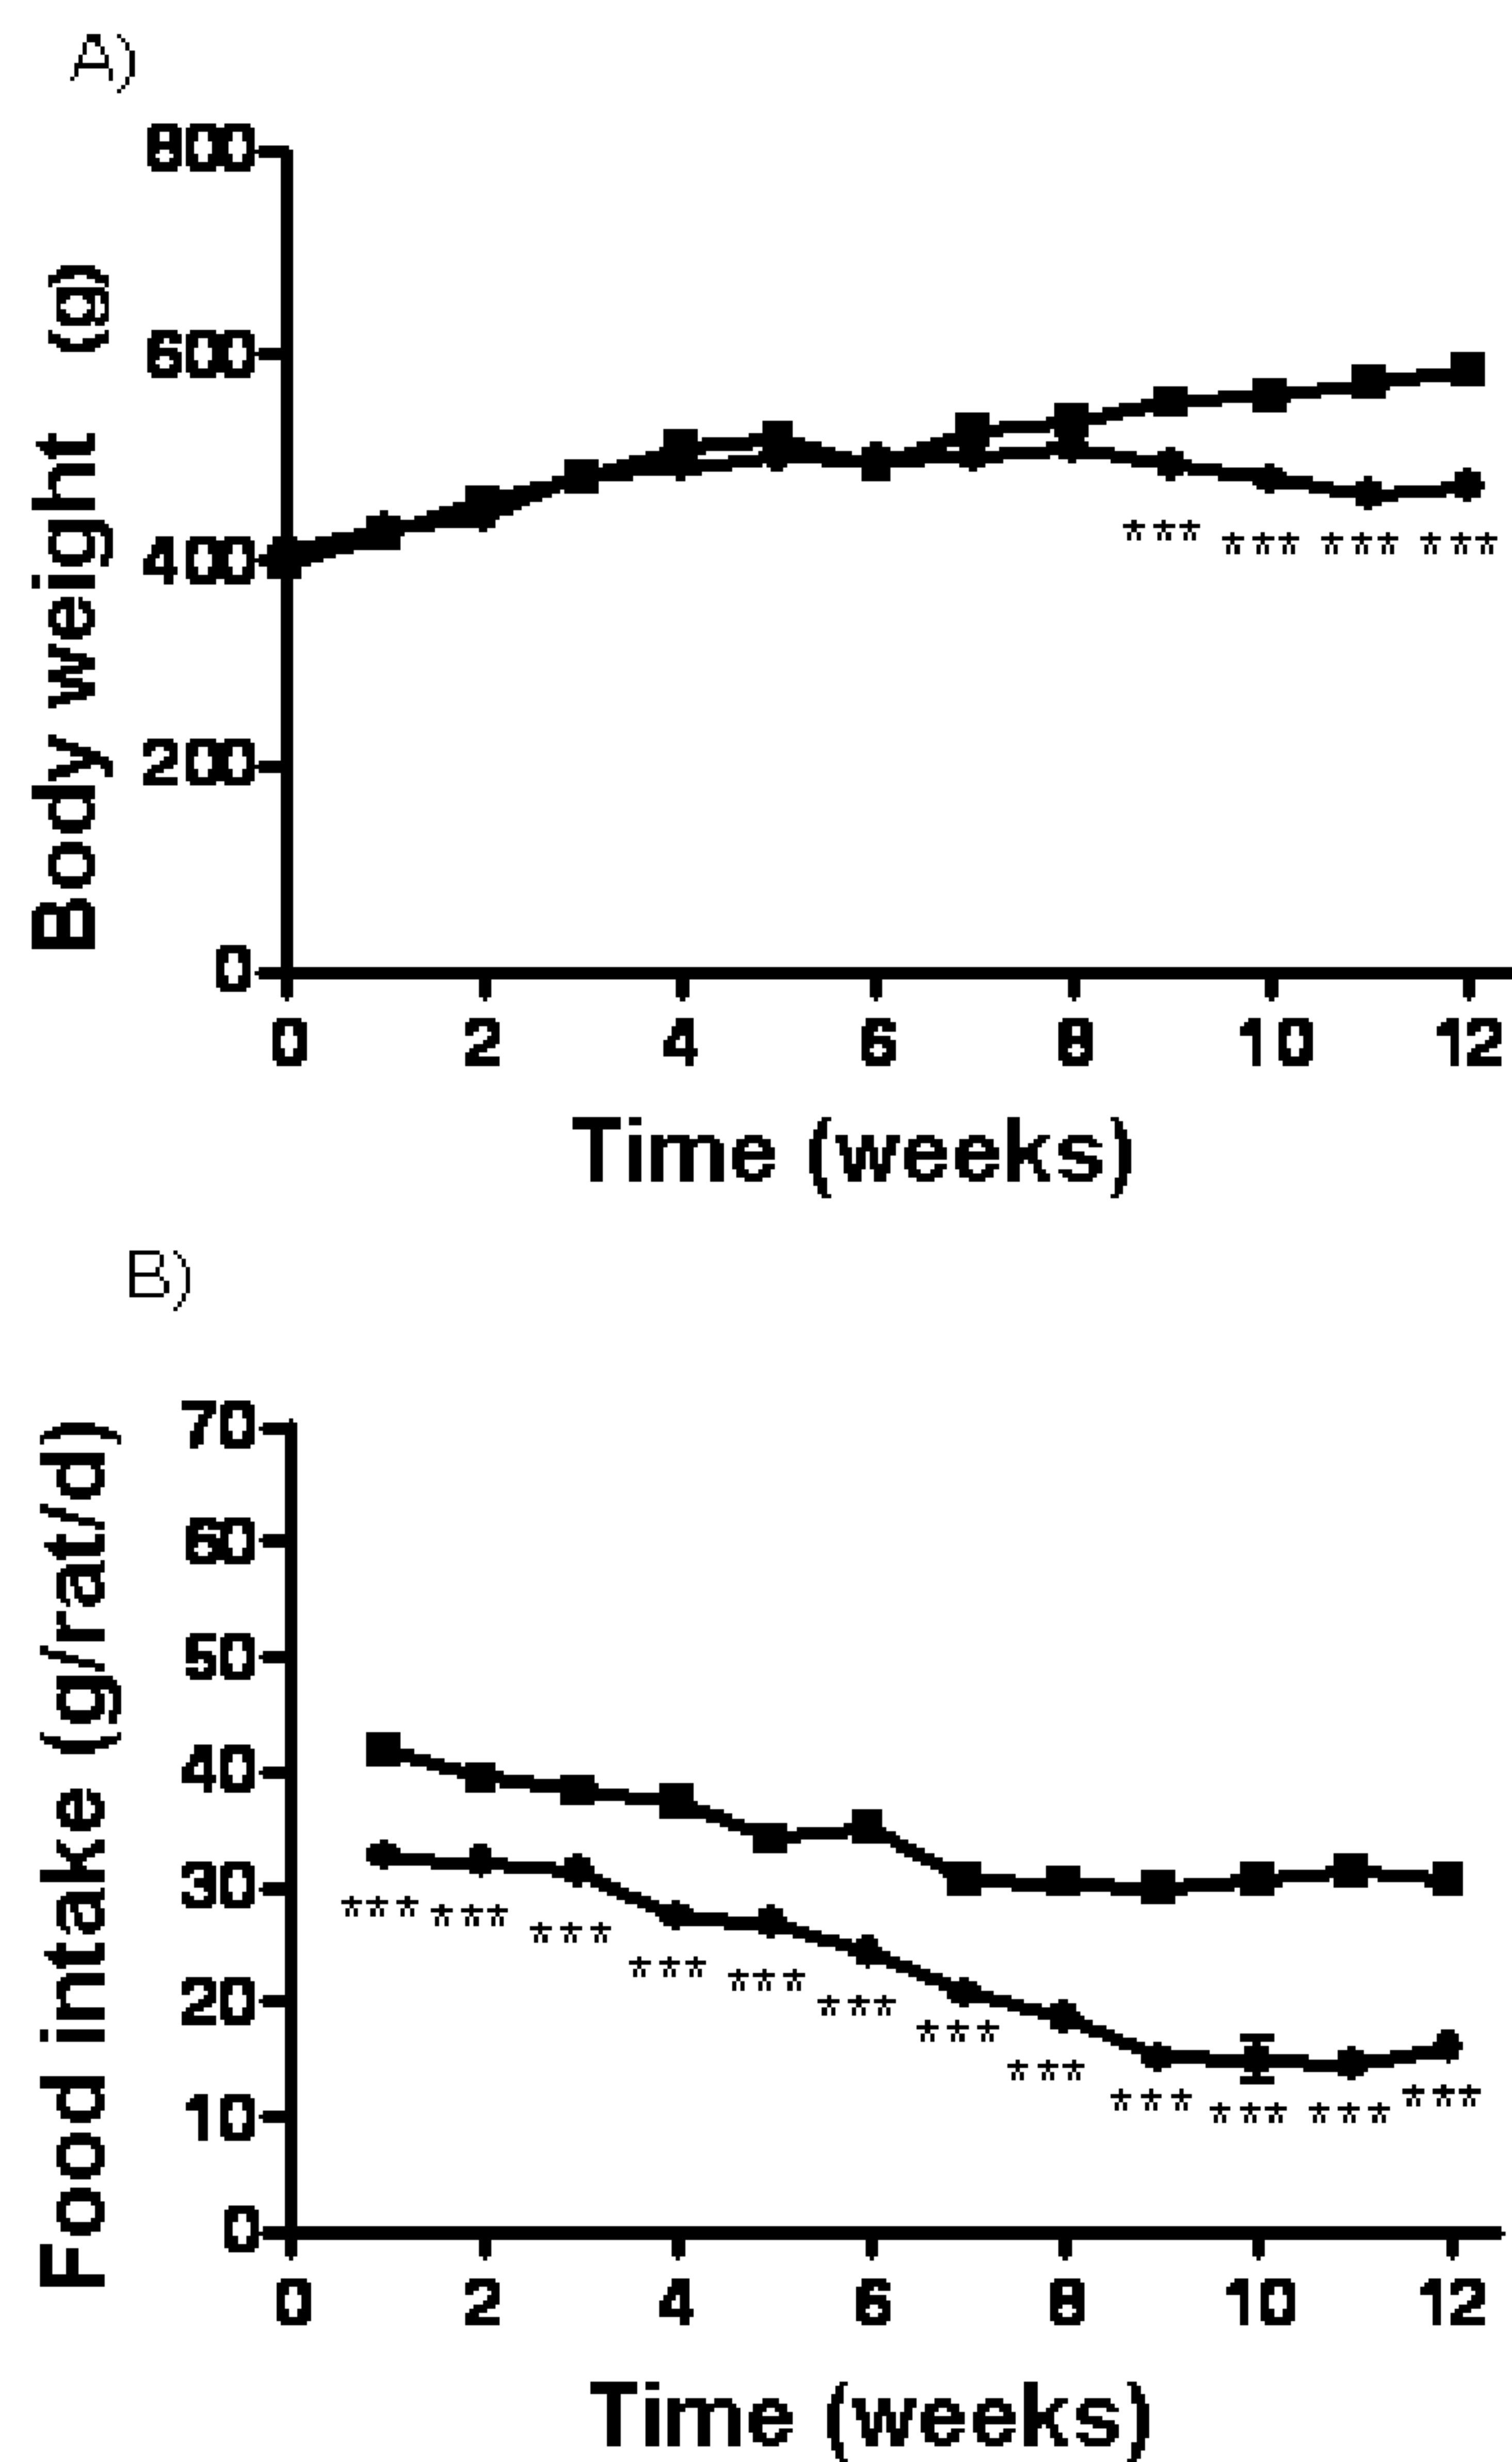 A)
Body weight (g)
800
600
400
200
0
0 2 4 6 8 10 12
*** *** *** ***
Time (weeks)
B)
Food intake (g/rat/d)
70
60
50
40
30
20
10
0
*** *** *** *** *** *** *** *** *** *** *** ***
0 2 4 6 8 10 12
Time (weeks)